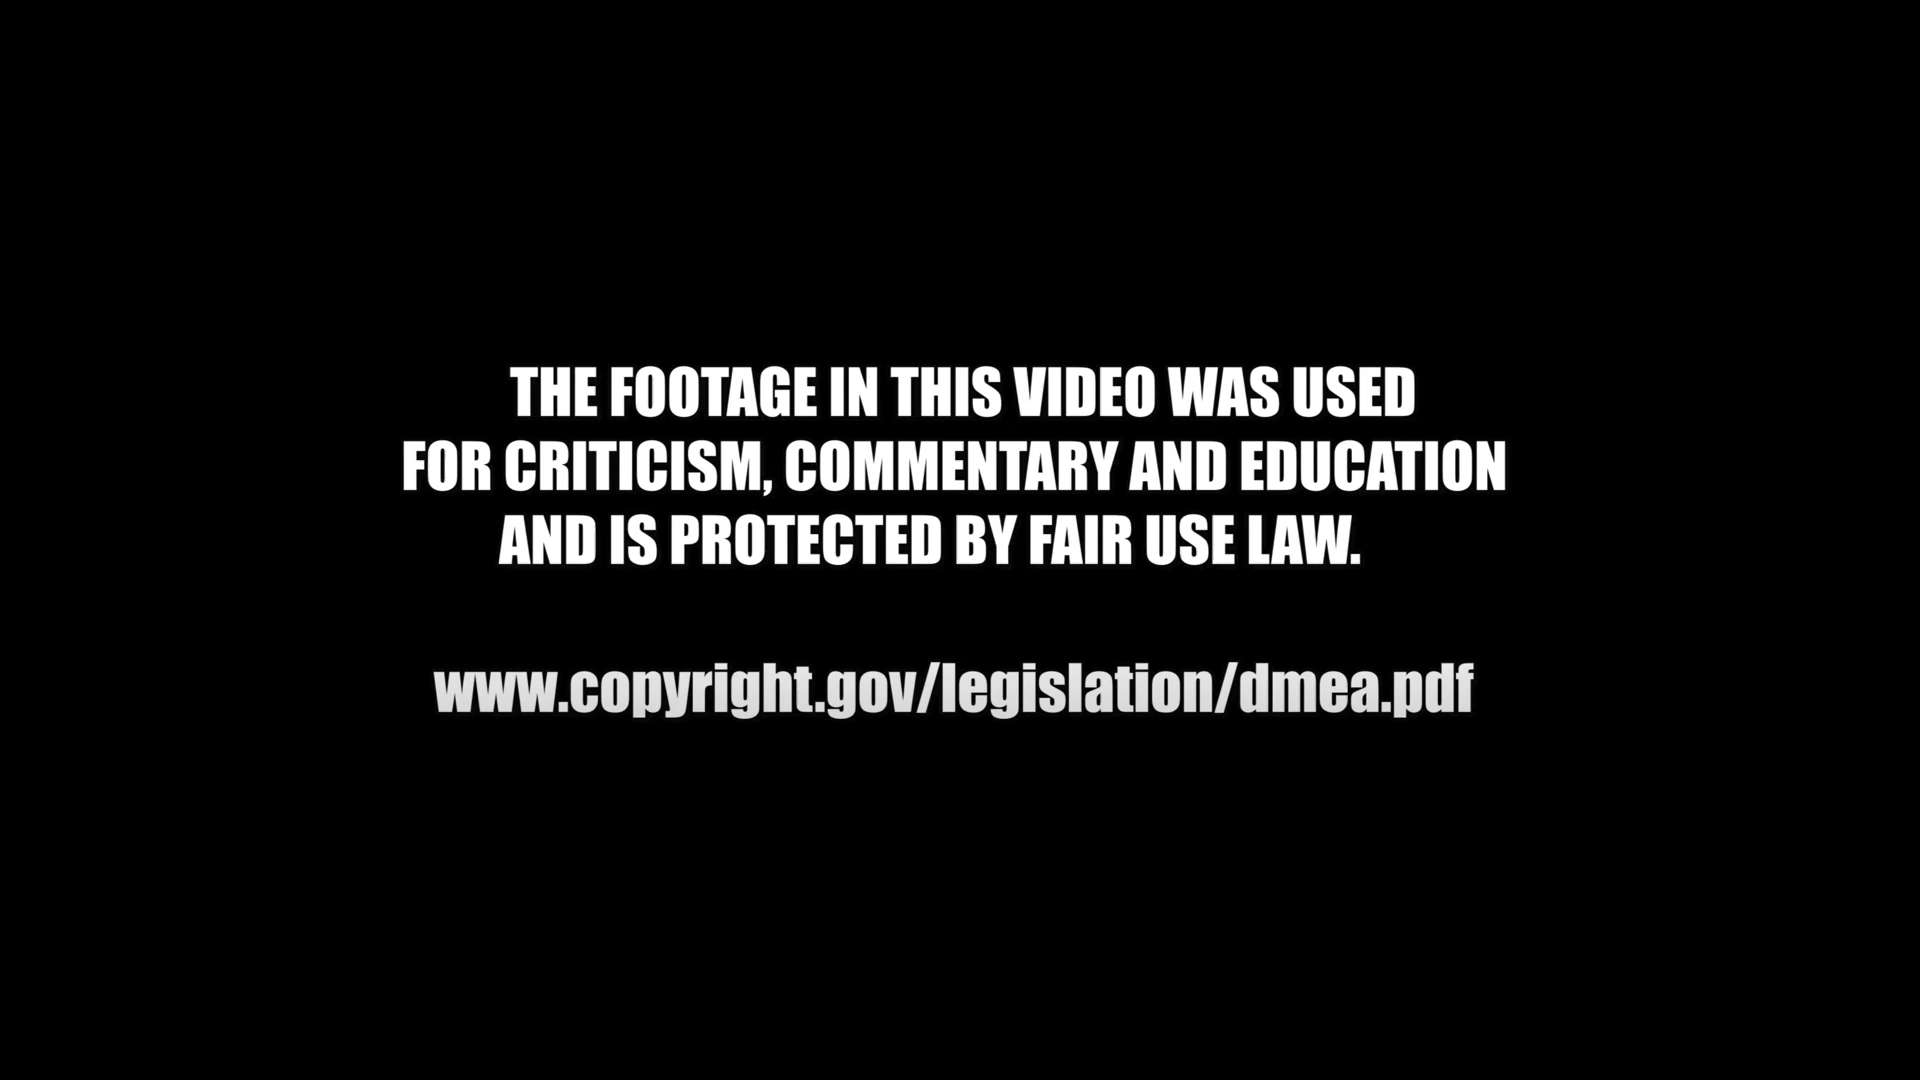 THE FOOTAGE IN THIS VIDEO WAS USED
FOR CRITICISM, COMMENTARY AND EDUCATION
AND IS PROTECTED BY FAIR USE LAW.
www.copyright.gov/legislation/dmea.pdf